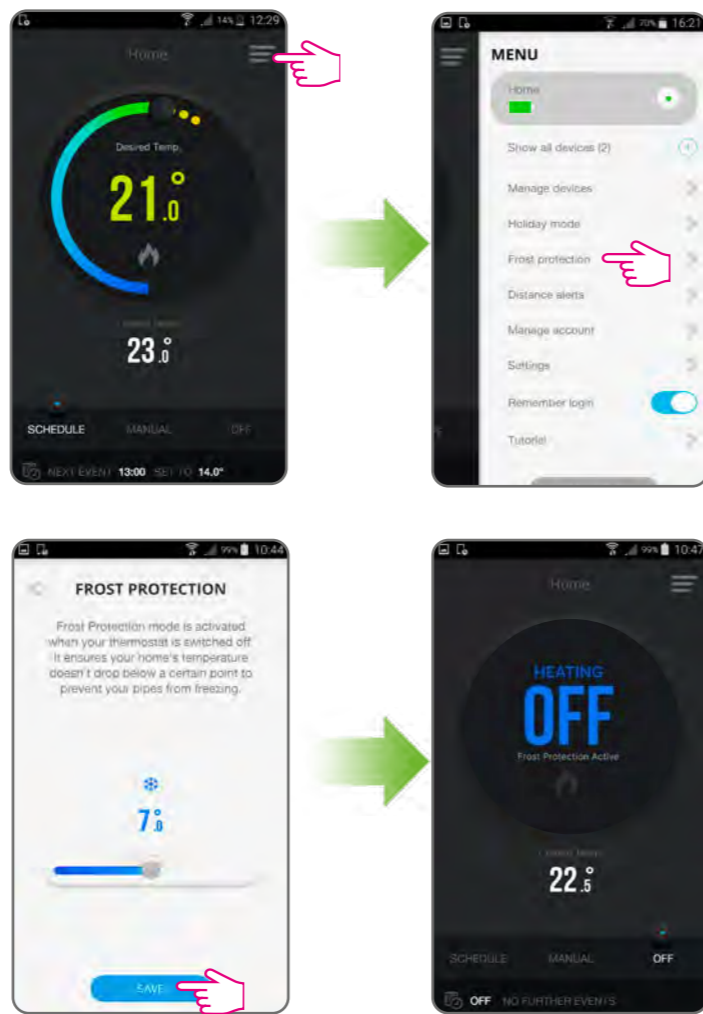 14% 12:29
Home
Desired Temp.
21.0°
23.0°
SCHEDULE MANUAL OFF
NEXT EVENT 13:00 SET TO 14.0°
70% 16:21
MENU
Home
Show all devices (2)
Manage devices
Holiday mode
Frost protection
Distance alerts
Manage account
Settings
Remember login
Tutorial
99% 10:44
FROST PROTECTION
Frost Protection mode is activated
when your thermostat is switched off.
It ensures your home's temperature
doesn't drop below a certain point to
prevent your pipes from freezing.
7.0°
SAVE
99% 10:47
Home
HEATING
OFF
Frost Protection Active
22.5°
SCHEDULE MANUAL OFF
OFF NO FURTHER EVENTS